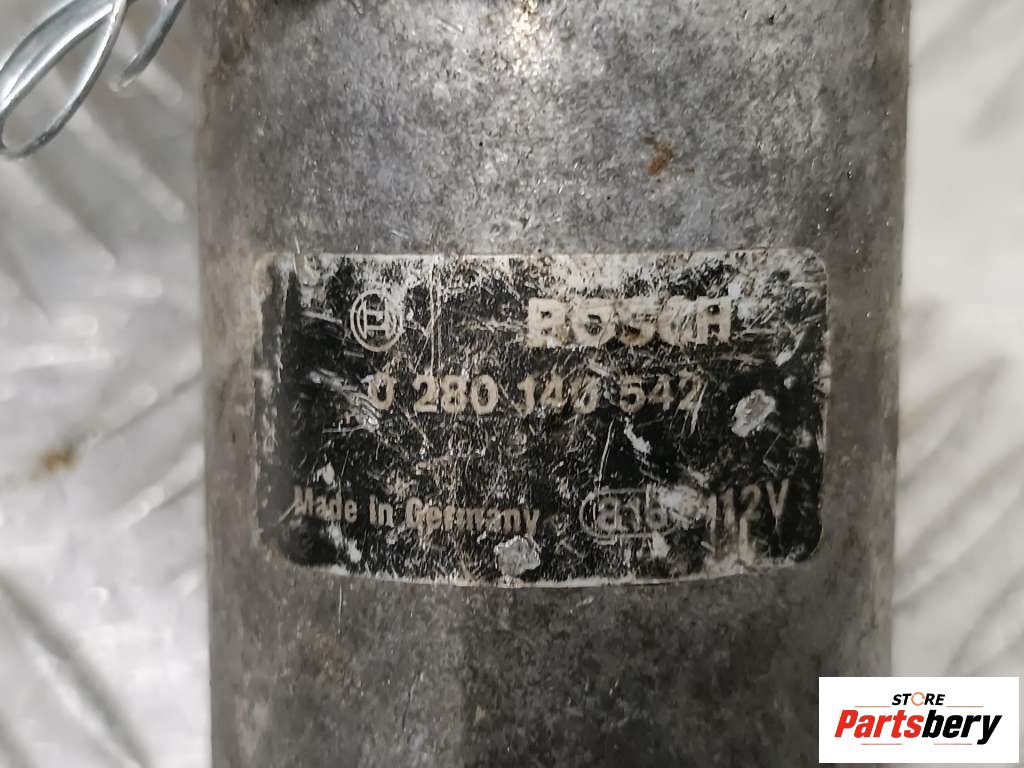 BOSCH
0 280 140 542
Made in Germany 12V
STORE
Partsbery